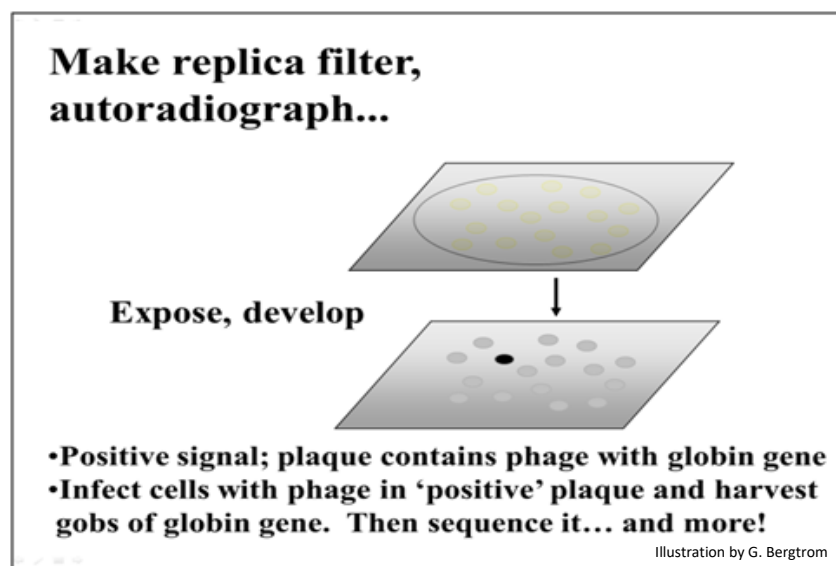 Make replica filter,
autoradiograph...
Expose, develop
•Positive signal; plaque contains phage with globin gene
•Infect cells with phage in ‘positive’ plaque and harvest
gobs of globin gene.  Then sequence it… and more!
Illustration by G. Bergtrom